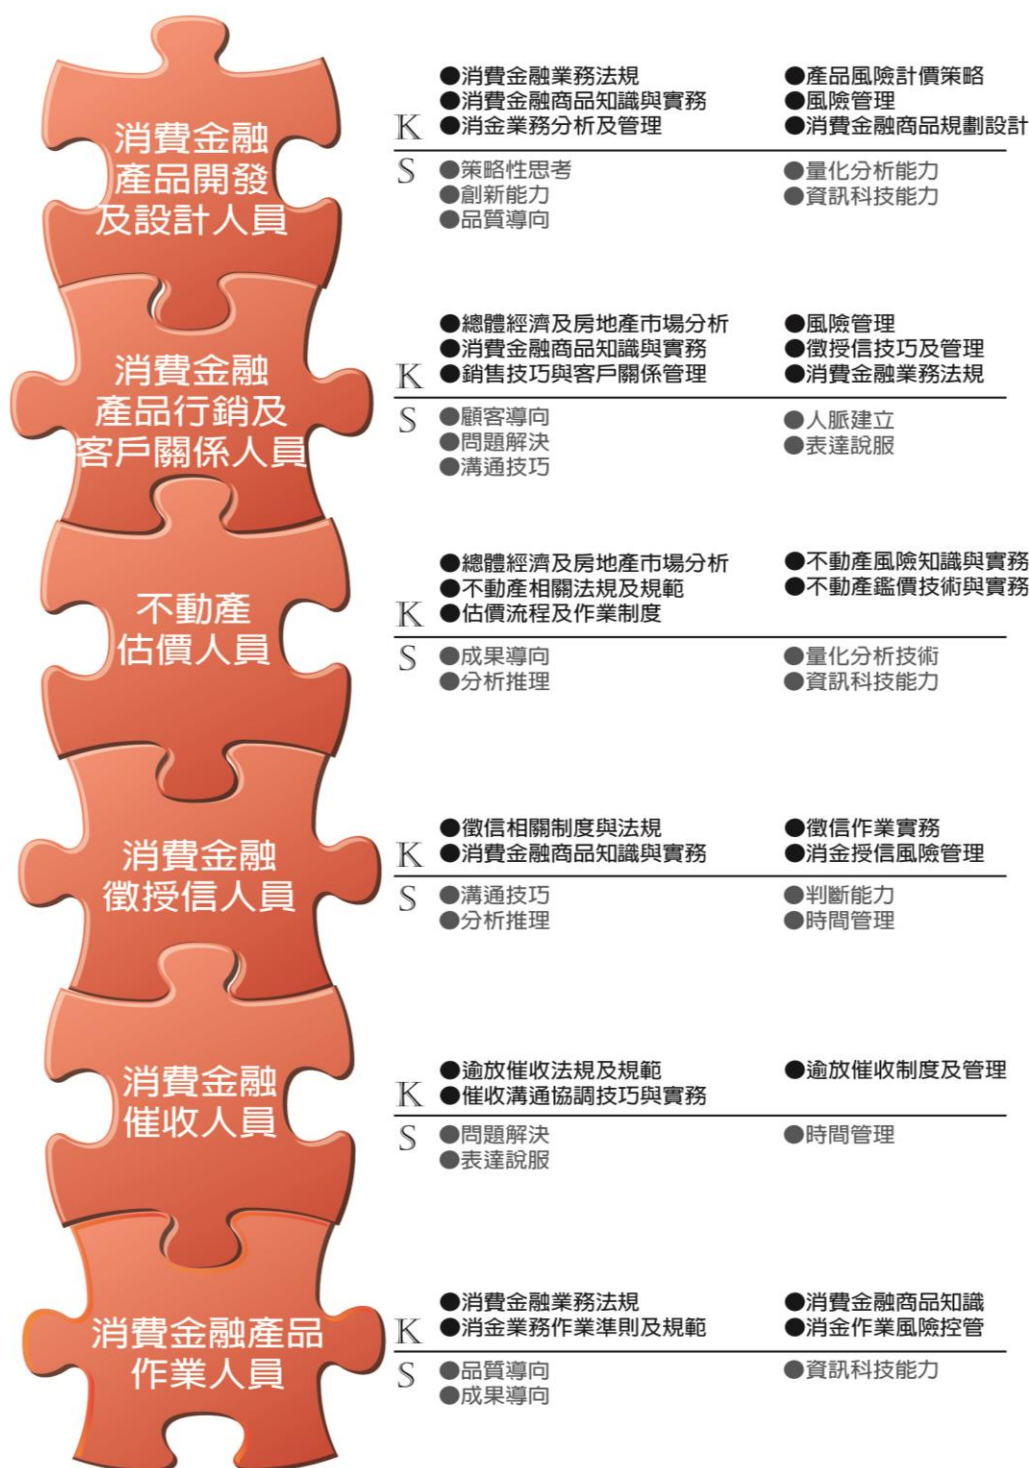 消費金融
產品開發
及設計人員
K
●消費金融業務法規
●消費金融商品知識與實務
●消金業務分析及管理
●產品風險計價策略
●風險管理
●消費金融商品規劃設計
S
●策略性思考
●創新能力
●品質導向
●量化分析能力
●資訊科技能力
消費金融
產品行銷及
客戶關係人員
K
●總體經濟及房地產市場分析
●消費金融商品知識與實務
●銷售技巧與客戶關係管理
●風險管理
●徵授信技巧及管理
●消費金融業務法規
S
●顧客導向
●問題解決
●溝通技巧
●人脈建立
●表達說服
不動產
估價人員
K
●總體經濟及房地產市場分析
●不動產相關法規及規範
●估價流程及作業制度
●不動產風險知識與實務
●不動產鑑價技術與實務
S
●成果導向
●分析推理
●量化分析技術
●資訊科技能力
消費金融
徵授信人員
K
●徵信相關制度與法規
●消費金融商品知識與實務
●徵信作業實務
●消金授信風險管理
S
●溝通技巧
●分析推理
●判斷能力
●時間管理
消費金融
催收人員
K
●逾放催收法規及規範
●催收溝通協調技巧與實務
●逾放催收制度及管理
S
●問題解決
●表達說服
●時間管理
消費金融產品
作業人員
K
●消費金融業務法規
●消金業務作業準則及規範
●消費金融商品知識
●消金作業風險控管
S
●品質導向
●成果導向
●資訊科技能力